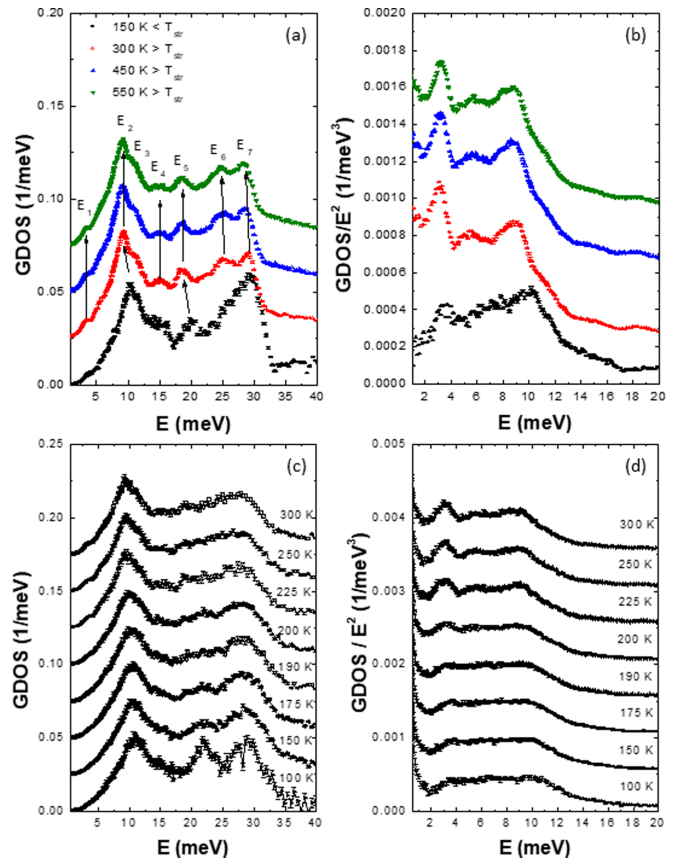 (a)
150 K < T_str
300 K > T_str
450 K > T_str
550 K > T_str
E_1
E_2
E_3
E_4
E_5
E_6
E_7
0.20
0.15
0.10
0.05
0.00
GDOS (1/meV)
5 10 15 20 25 30 35 40
E (meV)
(b)
0.0020
0.0018
0.0016
0.0014
0.0012
0.0010
0.0008
0.0006
0.0004
0.0002
0.0000
GDOS/E² (1/meV³)
2 4 6 8 10 12 14 16 18 20
E (meV)
(c)
0.25
0.20
0.15
0.10
0.05
0.00
GDOS (1/meV)
300 K
250 K
225 K
200 K
190 K
175 K
150 K
100 K
5 10 15 20 25 30 35 40
E (meV)
(d)
0.005
0.004
0.003
0.002
0.001
0.000
GDOS / E² (1/meV³)
300 K
250 K
225 K
200 K
190 K
175 K
150 K
100 K
2 4 6 8 10 12 14 16 18 20
E (meV)